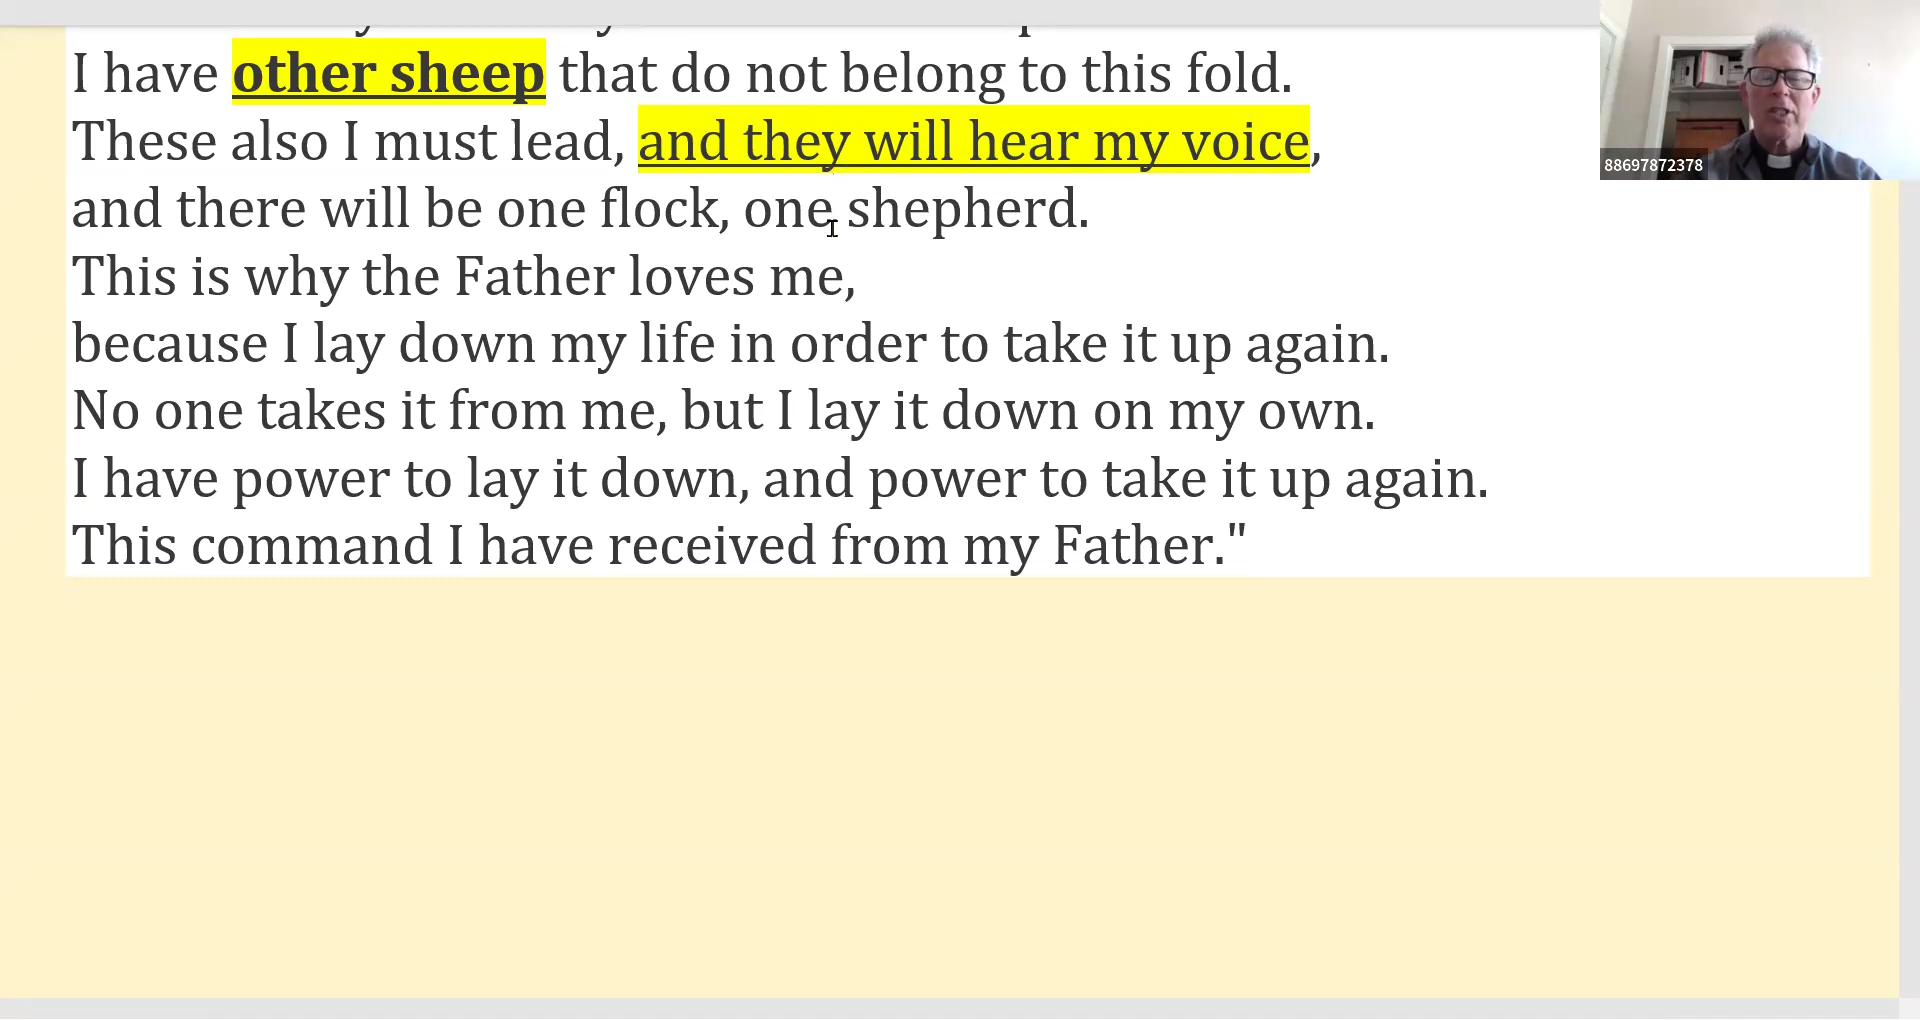 I have other sheep that do not belong to this fold.
These also I must lead, and they will hear my voice,
and there will be one flock, one shepherd.
This is why the Father loves me,
because I lay down my life in order to take it up again.
No one takes it from me, but I lay it down on my own.
I have power to lay it down, and power to take it up again.
This command I have received from my Father."
88697872378